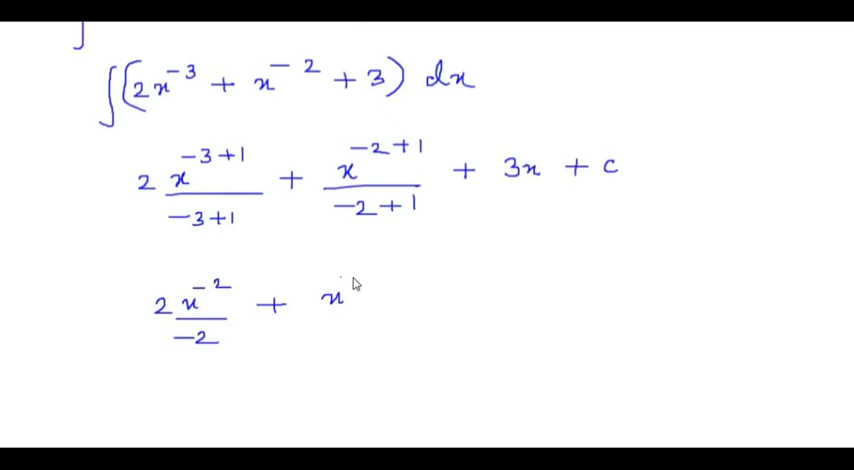 ∫(2x⁻³ + x⁻² + 3) dx
2 x⁻³⁺¹/(-3+1) + x⁻²⁺¹/(-2+1) + 3x + c
2 x⁻²/(-2) + x